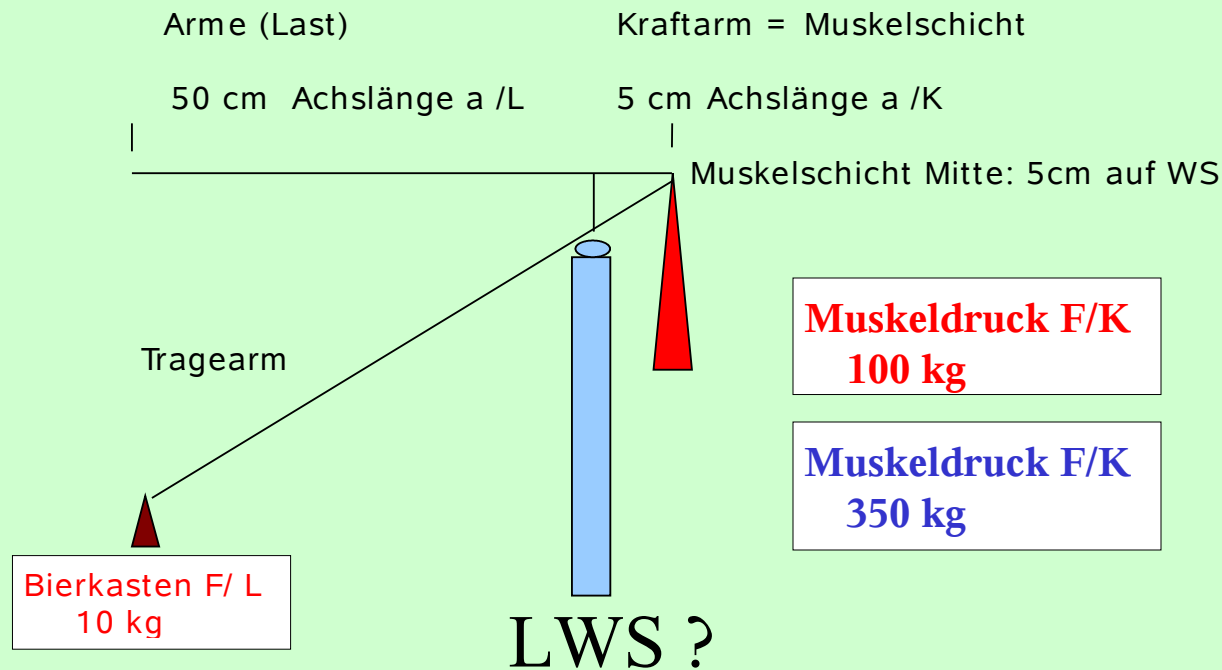 Arme (Last)
Kraftarm = Muskelschicht
50 cm Achslänge a /L
5 cm Achslänge a /K
Muskelschicht Mitte: 5cm auf WS
Tragearm
Muskeldruck F/K
100 kg
Muskeldruck F/K
350 kg
Bierkasten F/ L
10 kg
LWS ?